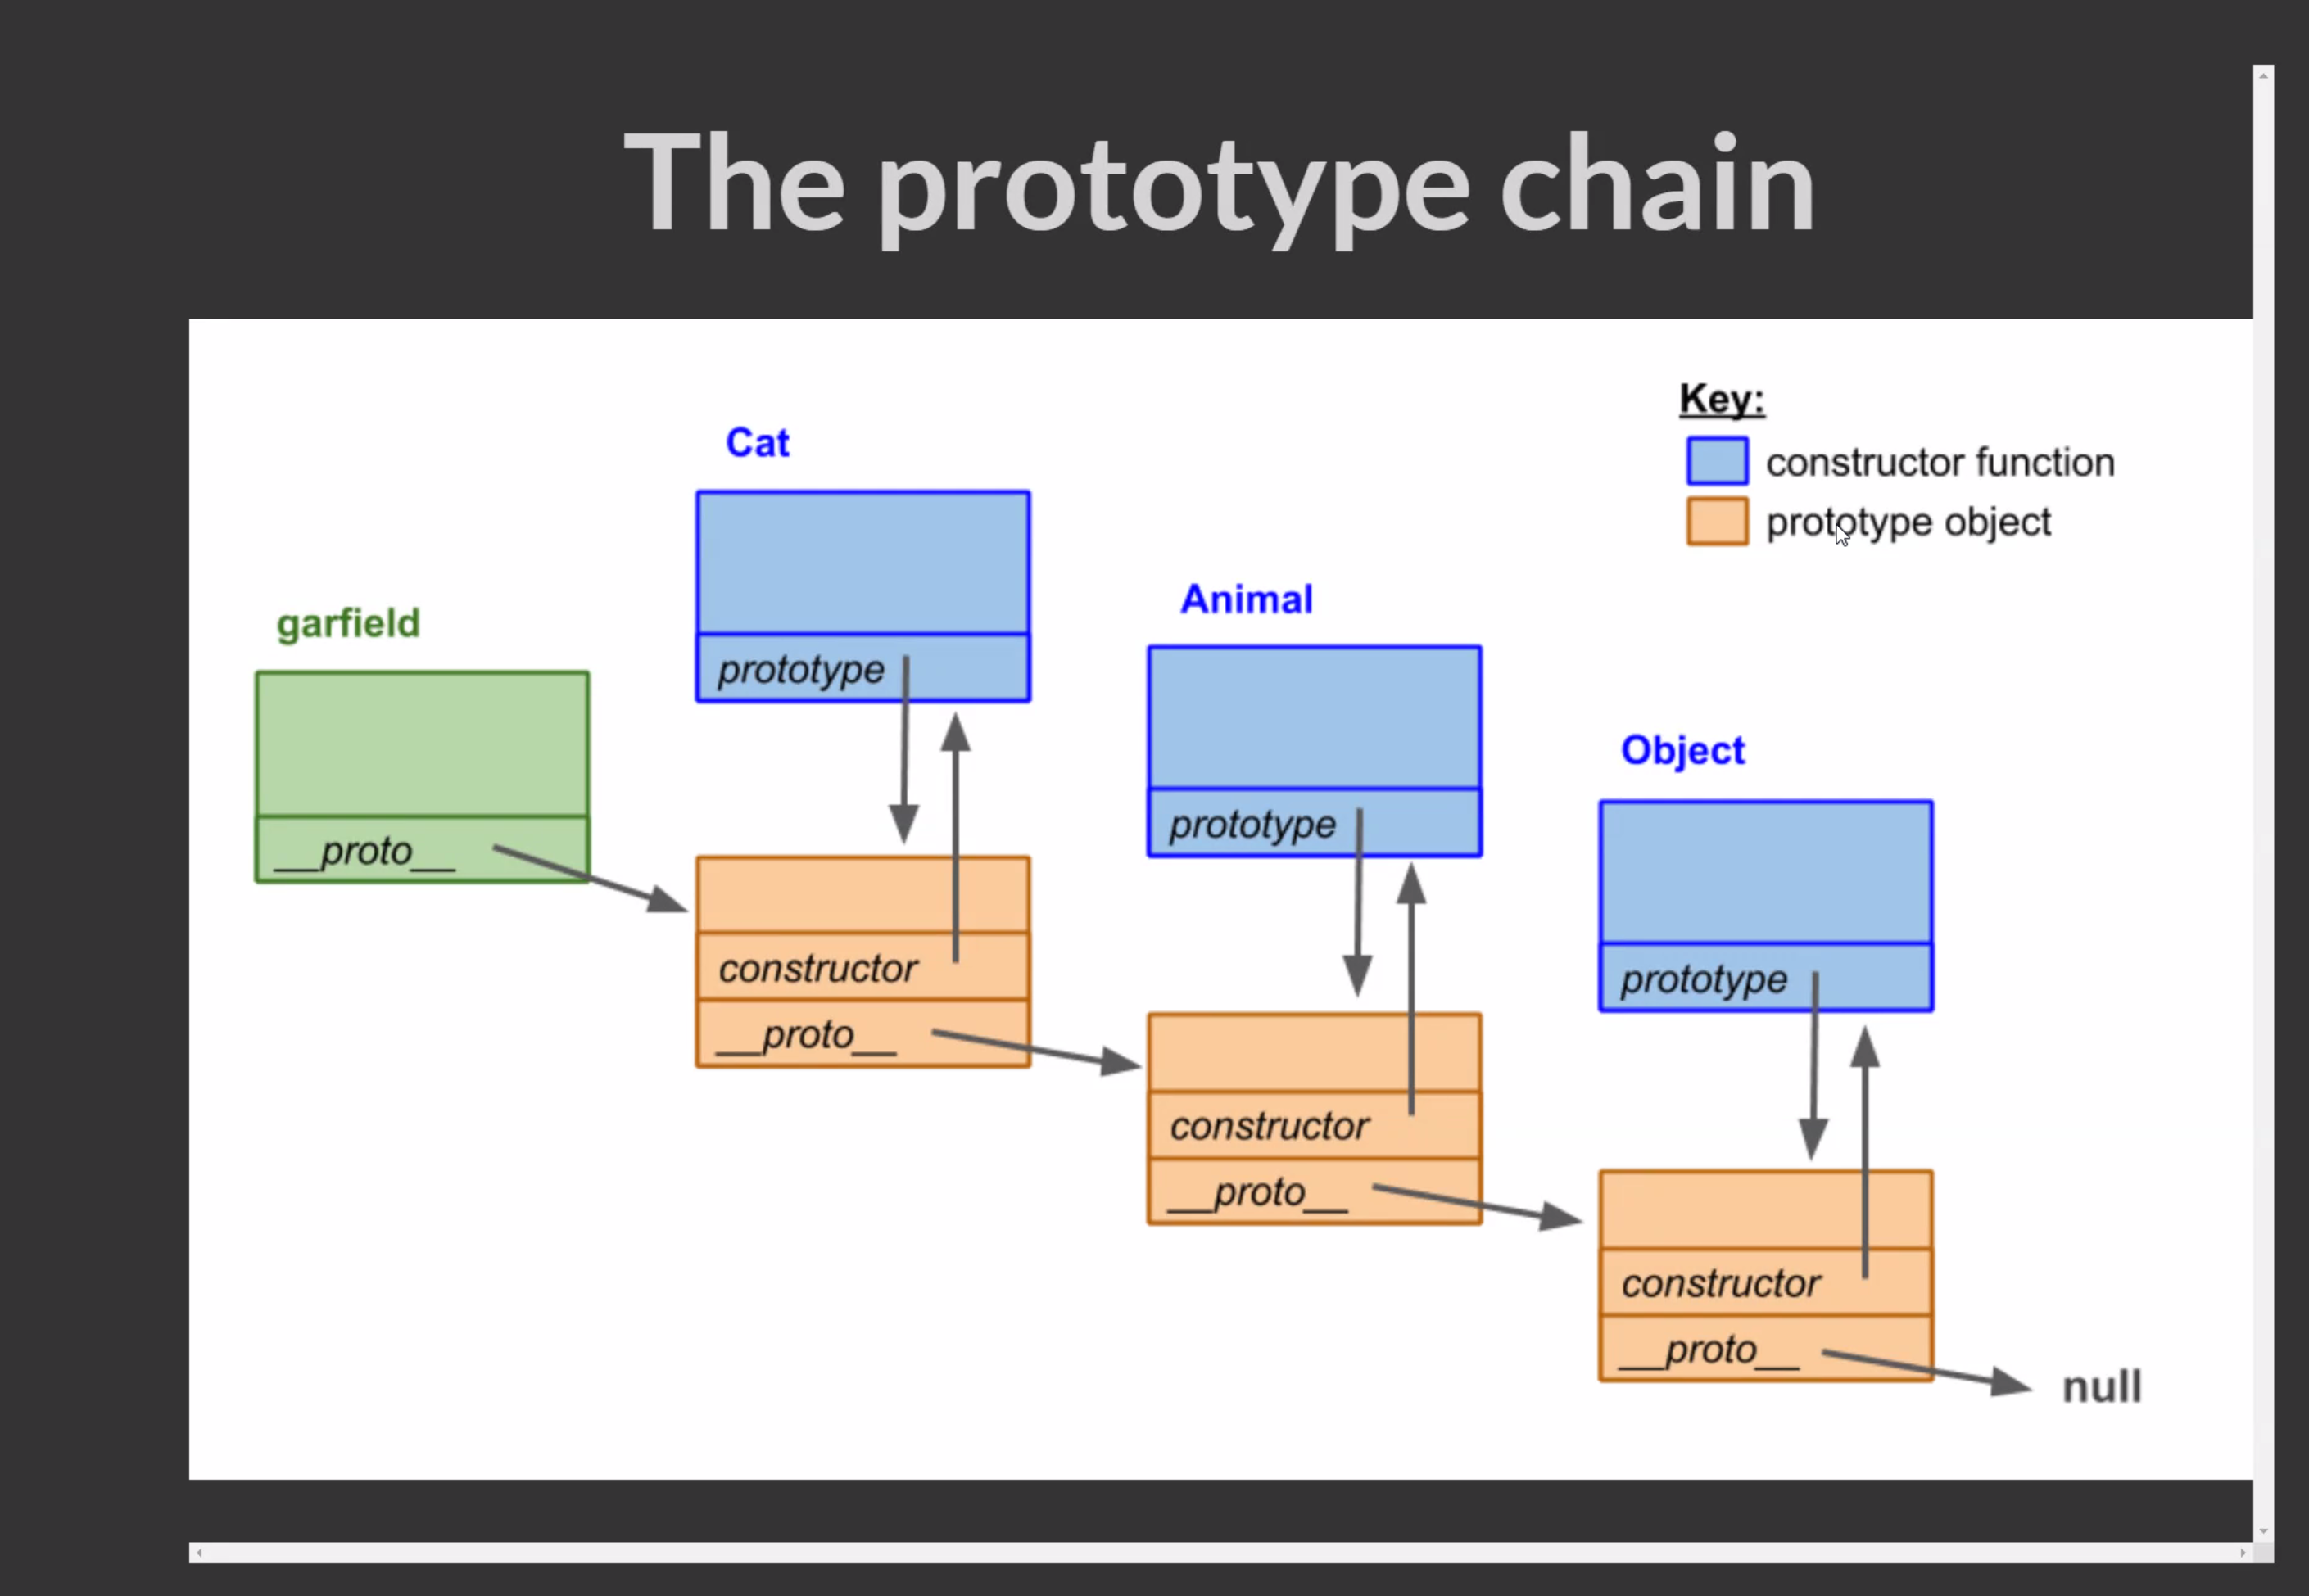 The prototype chain
Key:
constructor function
prototype object
Cat
prototype
constructor
__proto__
garfield
__proto__
Animal
prototype
constructor
__proto__
Object
prototype
constructor
__proto__
null